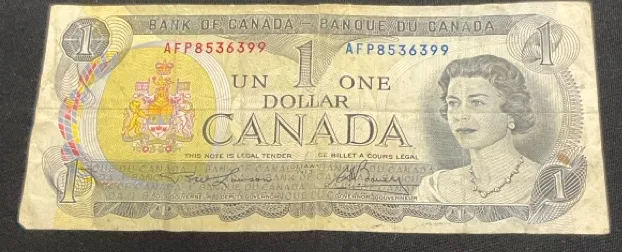 BANK OF CANADA – BANQUE DU CANADA
1 1
AFP8536399 AFP8536399
UN 1 ONE
DOLLAR
CANADA
THIS NOTE IS LEGAL TENDER CE BILLET A COURS LÉGAL
1 1